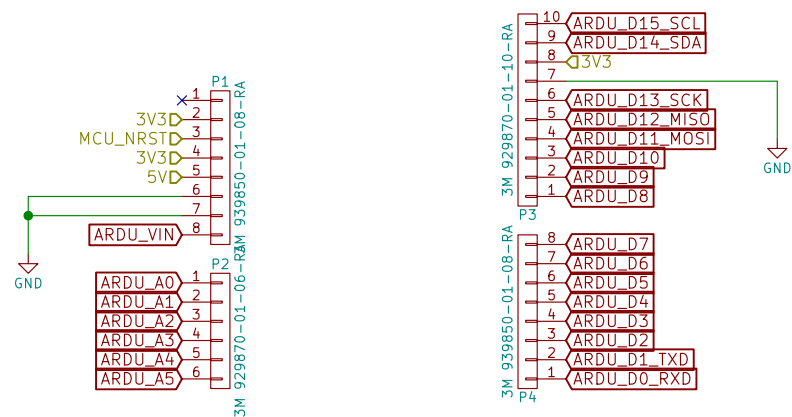 P1
1
3V3 2
MCU_NRST 3
3V3 4
5V 5
6
7
ARDU_VIN 8
3M 939850-01-08-RA
GND
P2
ARDU_A0 1
ARDU_A1 2
ARDU_A2 3
ARDU_A3 4
ARDU_A4 5
ARDU_A5 6
3M 929870-01-06-RA
3M 929870-01-10-RA
10 ARDU_D15_SCL
9 ARDU_D14_SDA
8 3V3
7
6 ARDU_D13_SCK
5 ARDU_D12_MISO
4 ARDU_D11_MOSI
3 ARDU_D10
2 ARDU_D9
1 ARDU_D8
P3
GND
3M 939850-01-08-RA
8 ARDU_D7
7 ARDU_D6
6 ARDU_D5
5 ARDU_D4
4 ARDU_D3
3 ARDU_D2
2 ARDU_D1_TXD
1 ARDU_D0_RXD
P4